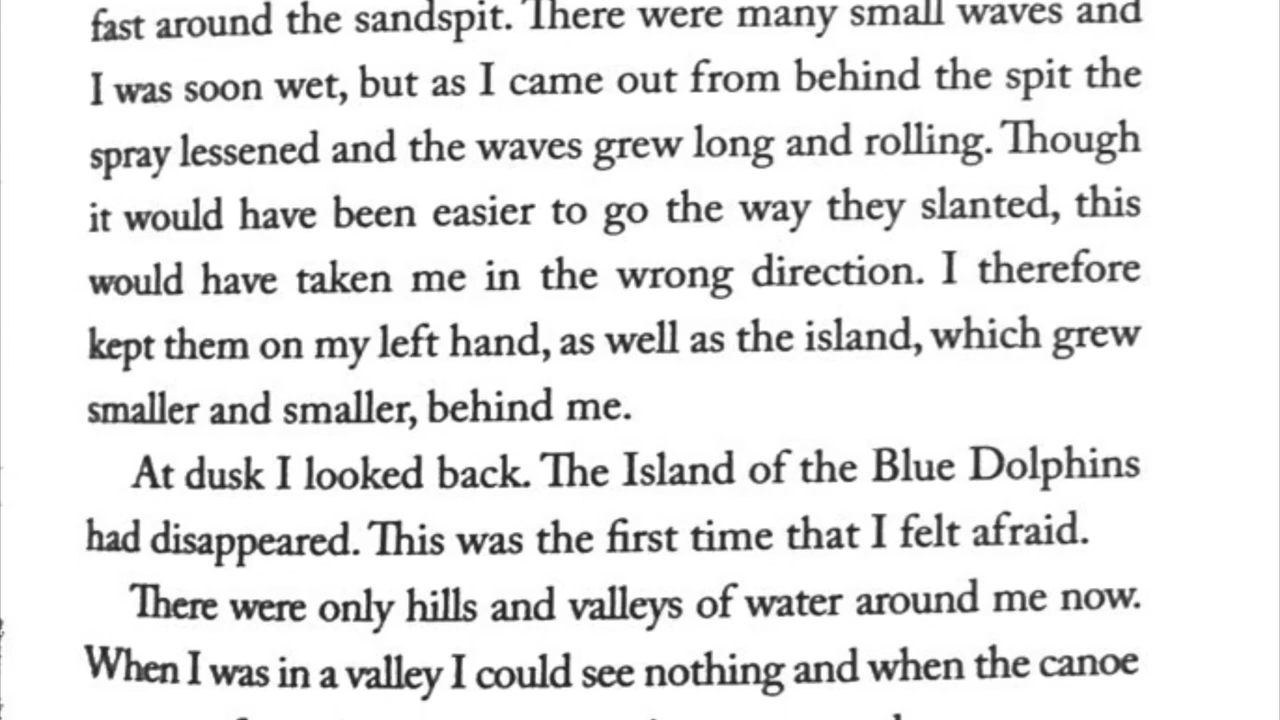 fast around the sandspit. There were many small waves and
I was soon wet, but as I came out from behind the spit the
spray lessened and the waves grew long and rolling. Though
it would have been easier to go the way they slanted, this
would have taken me in the wrong direction. I therefore
kept them on my left hand, as well as the island, which grew
smaller and smaller, behind me.
At dusk I looked back. The Island of the Blue Dolphins
had disappeared. This was the first time that I felt afraid.
There were only hills and valleys of water around me now.
When I was in a valley I could see nothing and when the canoe